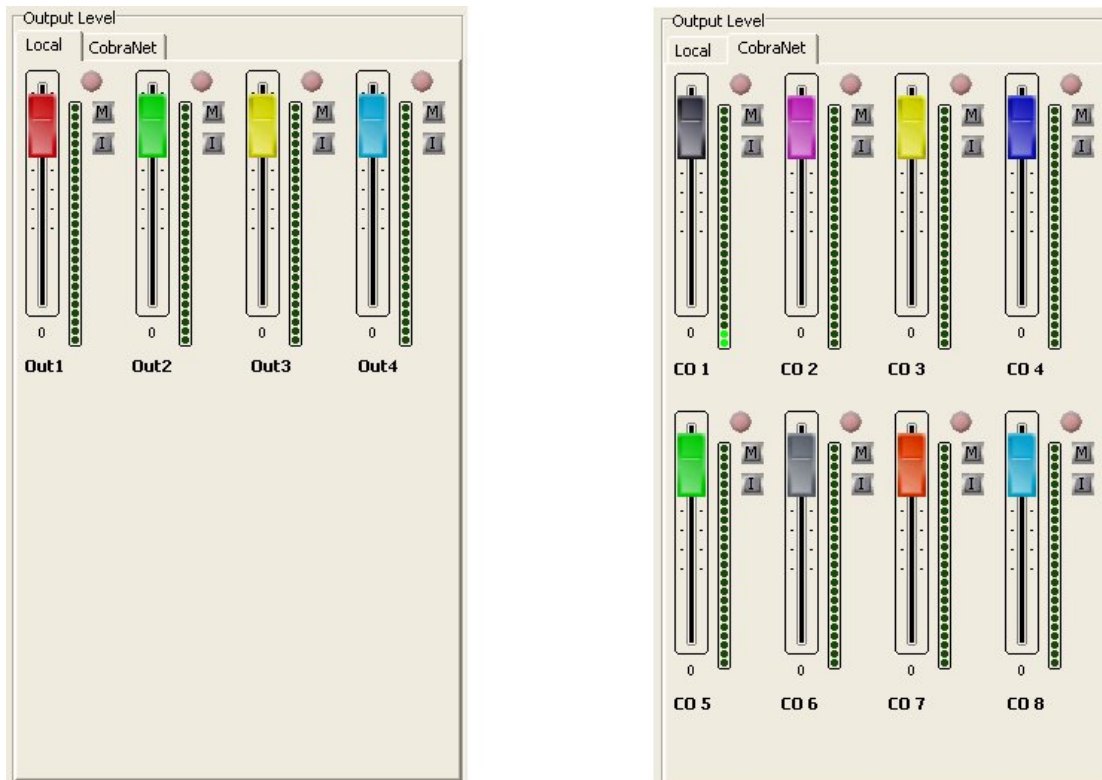 Output Level
Local CobraNet
M M M M
I I I I
0 0 0 0
Out1 Out2 Out3 Out4
Output Level
Local CobraNet
M M M M
I I I I
0 0 0 0
CO 1 CO 2 CO 3 CO 4
M M M M
I I I I
0 0 0 0
CO 5 CO 6 CO 7 CO 8